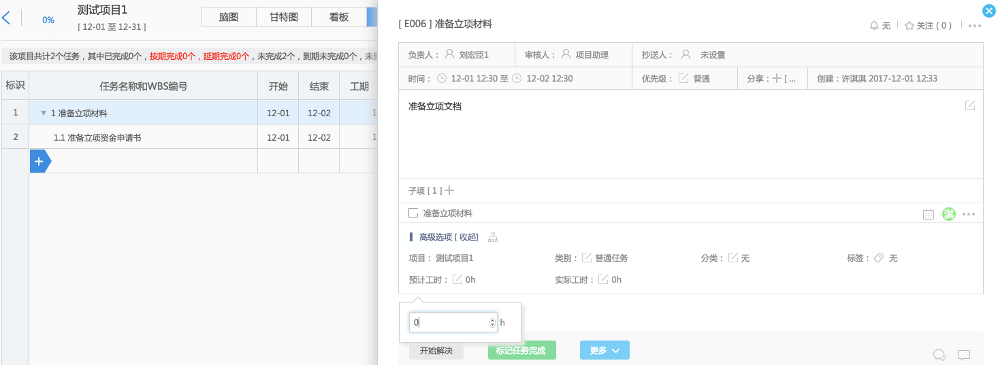 0%
测试项目1
[ 12-01 至 12-31 ]
脑图 甘特图 看板
该项目共计2个任务，其中已完成0个，按期完成0个，延期完成0个，未完成2个，到期未完成0个，未到
标识 任务名称和WBS编号 开始 结束 工期
1 1 准备立项材料 12-01 12-02 1
2 1.1 准备立项资金申请书 12-01 12-02 1
[ E006 ] 准备立项材料
无 关注 ( 0 )
负责人： 刘宏臣1 审核人： 项目助理 抄送人： 未设置
时间： 12-01 12:30 至 12-02 12:30 优先级： 普通 分享： [ ... 创建：许淇淇 2017-12-01 12:33
准备立项文档
子项 [ 1 ]
准备立项材料 淇
高级选项 [ 收起]
项目： 测试项目1 类别： 普通任务 分类： 无 标签： 无
预计工时： 0h 实际工时： 0h
0 h
开始解决 标记任务完成 更多